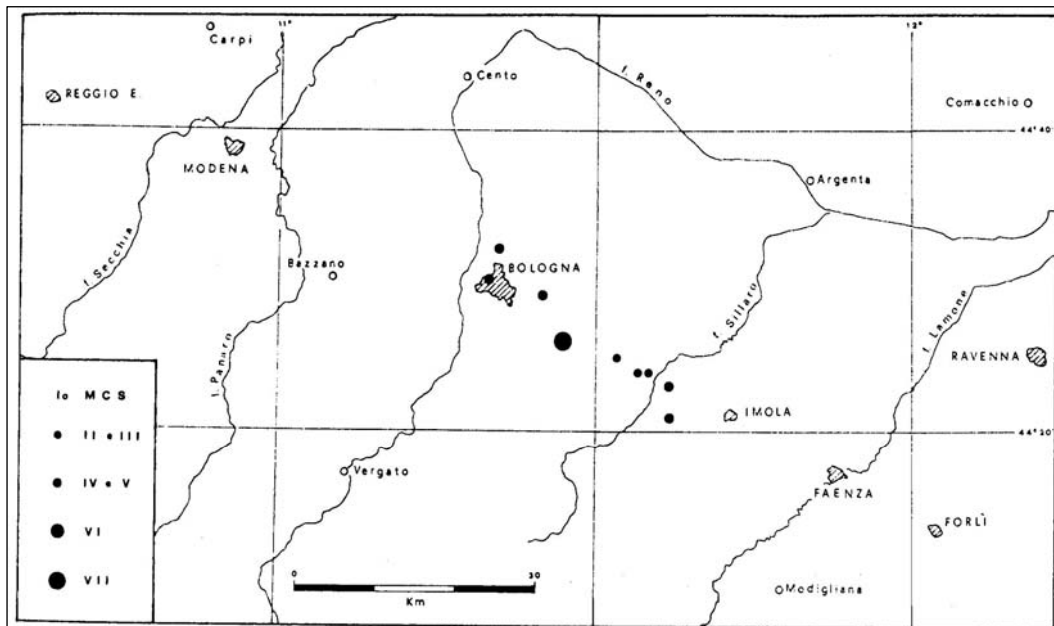 11°
12°
Carpi
REGGIO E.
MODENA
Cento
f. Reno
Comacchio
44°40'
Argenta
f. Secchia
Bazzano
BOLOGNA
f. Panaro
f. Sillaro
f. Lamone
RAVENNA
IMOLA
44°30'
Vergato
FAENZA
FORLÌ
Modigliana
Io MCS
II e III
IV e V
VI
VII
0 30
Km